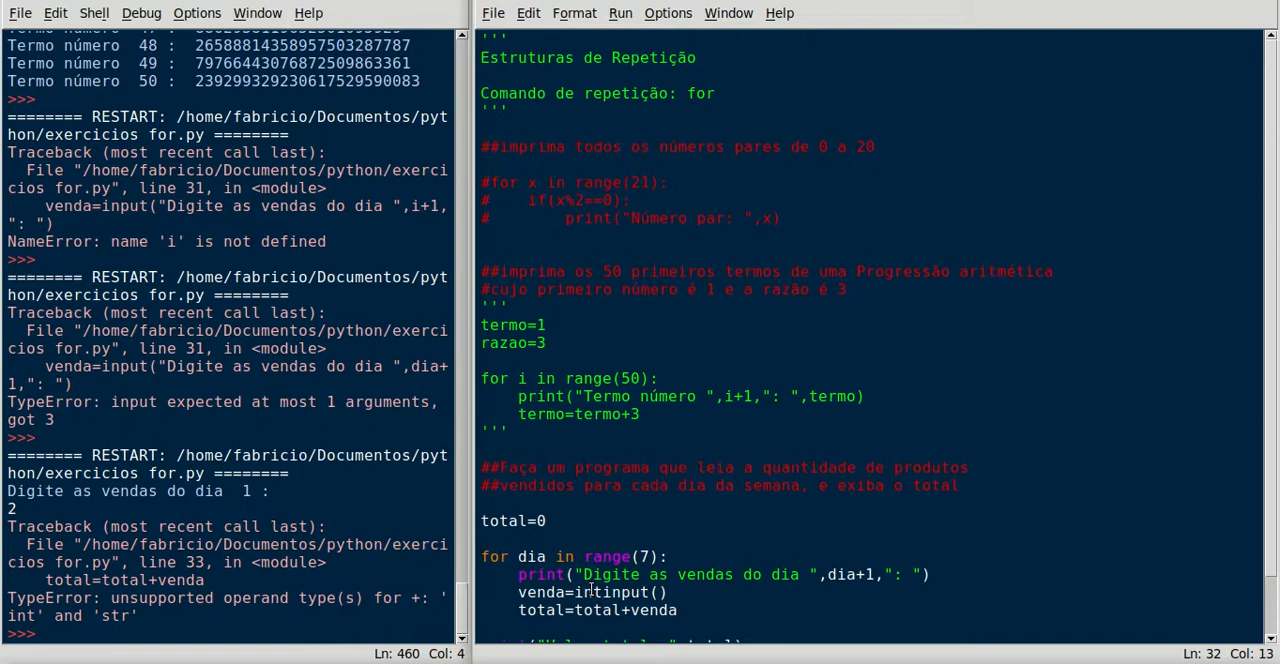 File Edit Shell Debug Options Window Help
Termo número 48 : 26588814358957503287787
Termo número 49 : 79766443076872509863361
Termo número 50 : 239299329230617529590083
>>>
======== RESTART: /home/fabricio/Documentos/pyt
hon/exercicios for.py ========
Traceback (most recent call last):
File "/home/fabricio/Documentos/python/exerci
cios for.py", line 31, in <module>
venda=input("Digite as vendas do dia ",i+1,
": ")
NameError: name 'i' is not defined
>>>
======== RESTART: /home/fabricio/Documentos/pyt
hon/exercicios for.py ========
Traceback (most recent call last):
File "/home/fabricio/Documentos/python/exerci
cios for.py", line 31, in <module>
venda=input("Digite as vendas do dia ",dia+
1,": ")
TypeError: input expected at most 1 arguments,
got 3
>>>
======== RESTART: /home/fabricio/Documentos/pyt
hon/exercicios for.py ========
Digite as vendas do dia 1 :
2
Traceback (most recent call last):
File "/home/fabricio/Documentos/python/exerci
cios for.py", line 33, in <module>
total=total+venda
TypeError: unsupported operand type(s) for +: '
int' and 'str'
>>>
Ln: 460 Col: 4
File Edit Format Run Options Window Help
'''
Estruturas de Repetição
Comando de repetição: for
'''
##imprima todos os números pares de 0 a 20
#for x in range(21):
# if(x%2==0):
# print("Número par: ",x)
##imprima os 50 primeiros termos de uma Progressão aritmética
#cujo primeiro número é 1 e a razão é 3
'''
termo=1
razao=3
for i in range(50):
print("Termo número ",i+1,": ",termo)
termo=termo+3
'''
##Faça um programa que leia a quantidade de produtos
##vendidos para cada dia da semana, e exiba o total
total=0
for dia in range(7):
print("Digite as vendas do dia ",dia+1,": ")
venda=intinput()
total=total+venda
Ln: 32 Col: 13